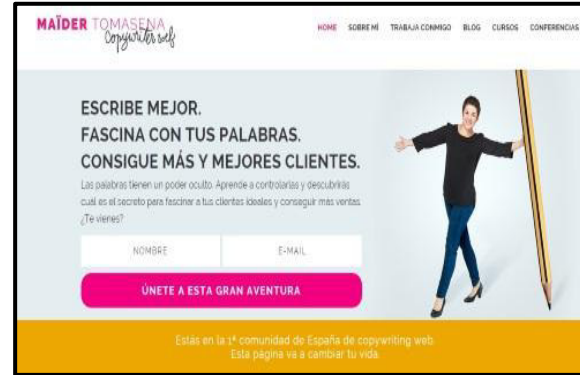 MAÏDER TOMASENA
Copywriter web
HOME SOBRE MÍ TRABAJA CONMIGO BLOG CURSOS CONFERENCIAS
ESCRIBE MEJOR.
FASCINA CON TUS PALABRAS.
CONSIGUE MÁS Y MEJORES CLIENTES.
Las palabras tienen un poder oculto. Aprende a controlarlas y descubrirás
cuál es el secreto para fascinar a tus clientes ideales y conseguir más ventas.
¿Te vienes?
NOMBRE E-MAIL
ÚNETE A ESTA GRAN AVENTURA
Estás en la 1ª comunidad de España de copywriting web.
Esta página va a cambiar tu vida.